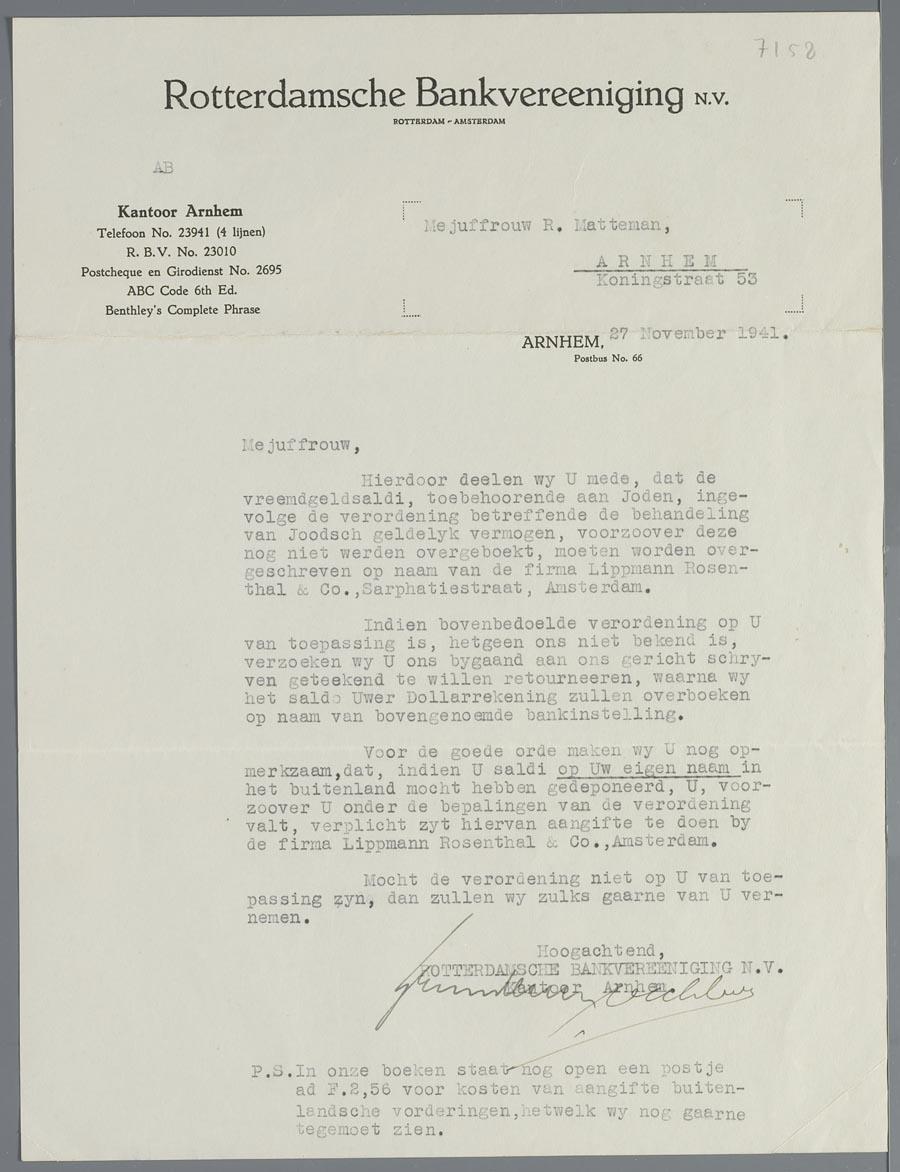 7152
Rotterdamsche Bankvereeniging N.V.
ROTTERDAM - AMSTERDAM
AB
Kantoor Arnhem
Telefoon No. 23941 (4 lijnen)
R. B. V. No. 23010
Postcheque en Girodienst No. 2695
ABC Code 6th Ed.
Benthley's Complete Phrase
Mejuffrouw R. Matteman,
A R N H E M
Koningstraat 53
ARNHEM, 27 November 1941.
Postbus No. 66
Mejuffrouw,
Hierdoor deelen wy U mede, dat de
vreemdgeldsaldi, toebehoorende aan Joden, inge-
volge de verordening betreffende de behandeling
van Joodsch geldelyk vermogen, voorzoover deze
nog niet werden overgeboekt, moeten worden over-
geschreven op naam van de firma Lippmann Rosen-
thal & Co.,Sarphatiestraat, Amsterdam.
Indien bovenbedoelde verordening op U
van toepassing is, hetgeen ons niet bekend is,
verzoeken wy U ons bygaand aan ons gericht schry-
ven geteekend te willen retourneeren, waarna wy
het saldo Uwer Dollarrekening zullen overboeken
op naam van bovengenoemde bankinstelling.
Voor de goede orde maken wy U nog op-
merkzaam,dat, indien U saldi op Uw eigen naam in
het buitenland mocht hebben gedeponeerd, U, voor-
zoover U onder de bepalingen van de verordening
valt, verplicht zyt hiervan aangifte te doen by
de firma Lippmann Rosenthal & Co.,Amsterdam.
Mocht de verordening niet op U van toe-
passing zyn, dan zullen wy zulks gaarne van U ver-
nemen.
Hoogachtend,
ROTTERDAMSCHE BANKVEREENIGING N.V.
Kantoor Arnhem
P.S.In onze boeken staat nog open een postje
ad F.2,56 voor kosten van aangifte buiten-
landsche vorderingen,hetwelk wy nog gaarne
tegemoet zien.